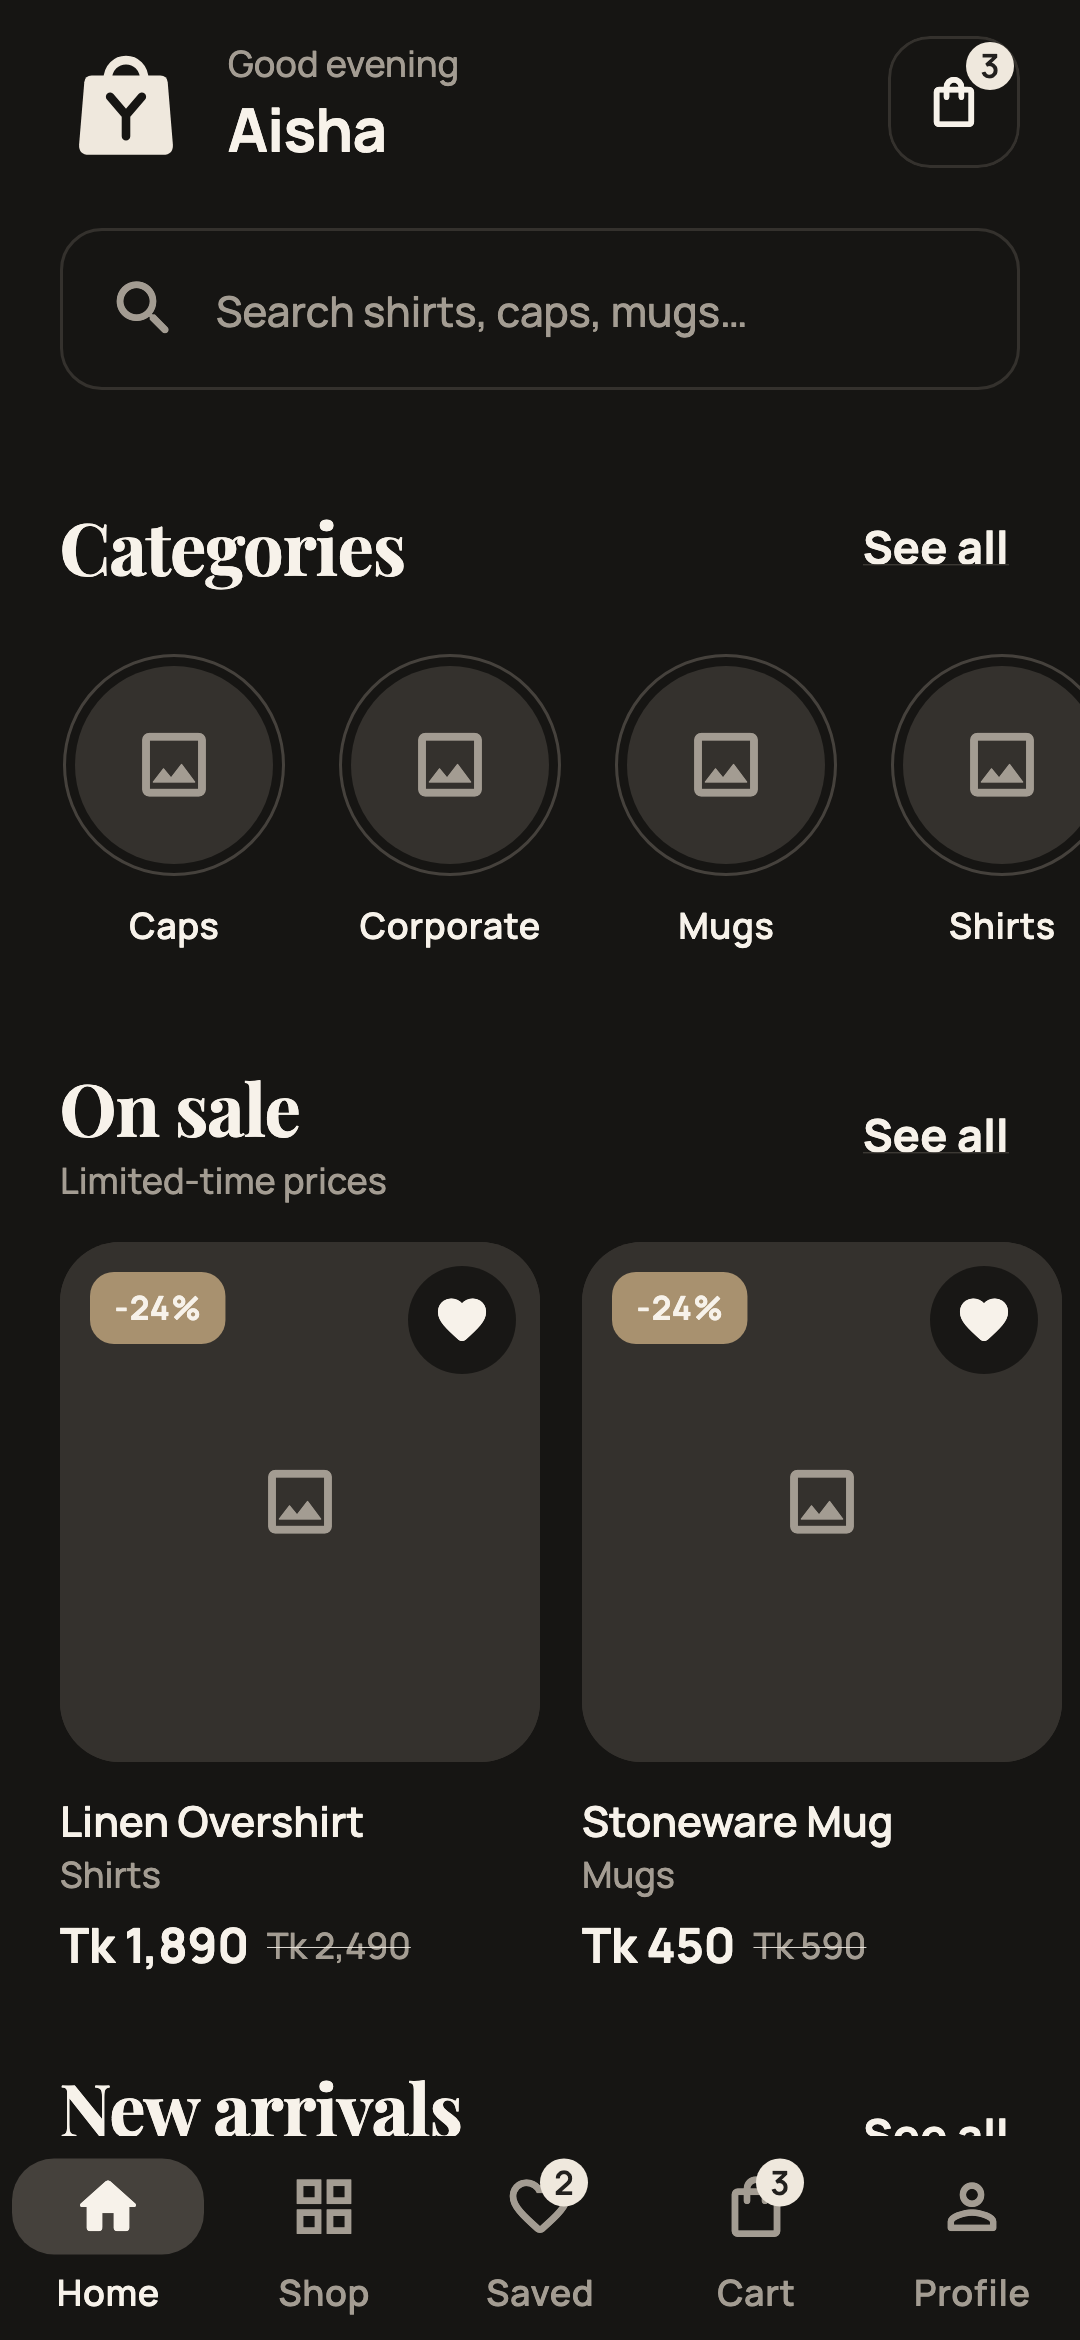 Y
Good evening
Aisha
3
Search shirts, caps, mugs...
Categories
See all
Caps
Corporate
Mugs
Shirts
On sale
See all
Limited-time prices
-24%
-24%
Linen Overshirt
Shirts
Tk 1,890 Tk 2,490
Stoneware Mug
Mugs
Tk 450 Tk 590
New arrivals
See all
2
3
Home
Shop
Saved
Cart
Profile